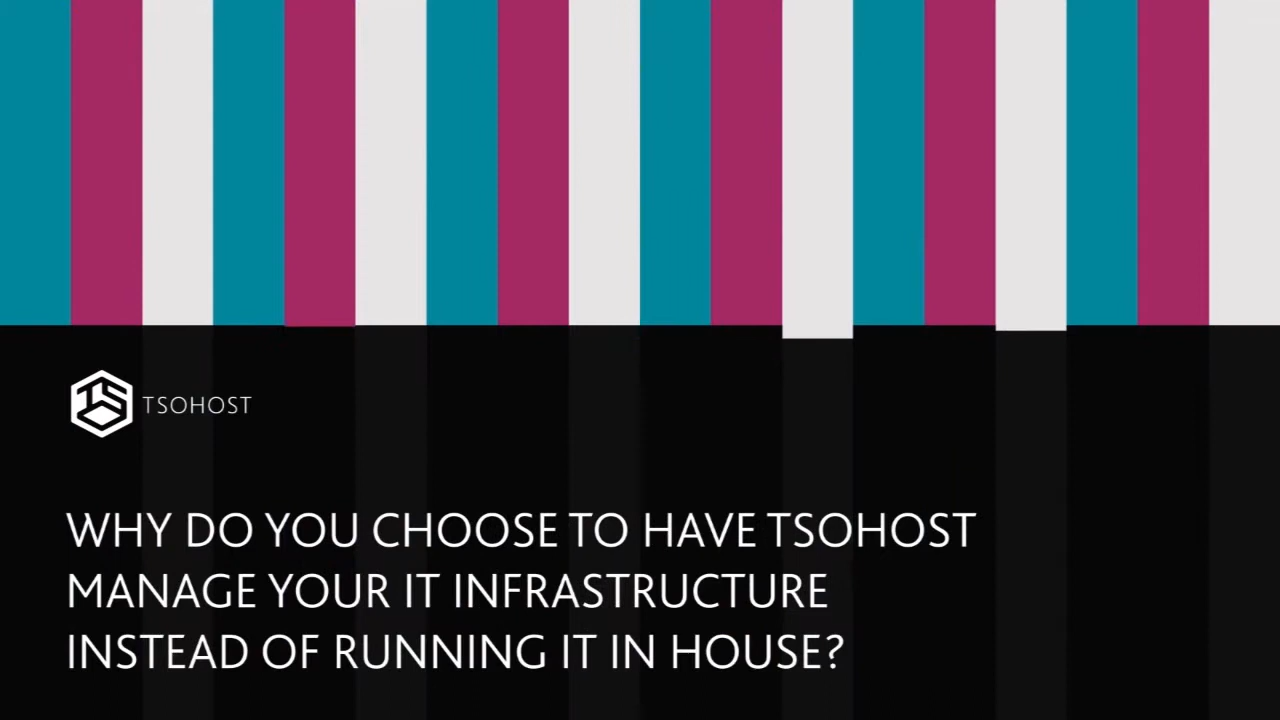 TSOHOST
WHY DO YOU CHOOSE TO HAVE TSOHOST
MANAGE YOUR IT INFRASTRUCTURE
INSTEAD OF RUNNING IT IN HOUSE?